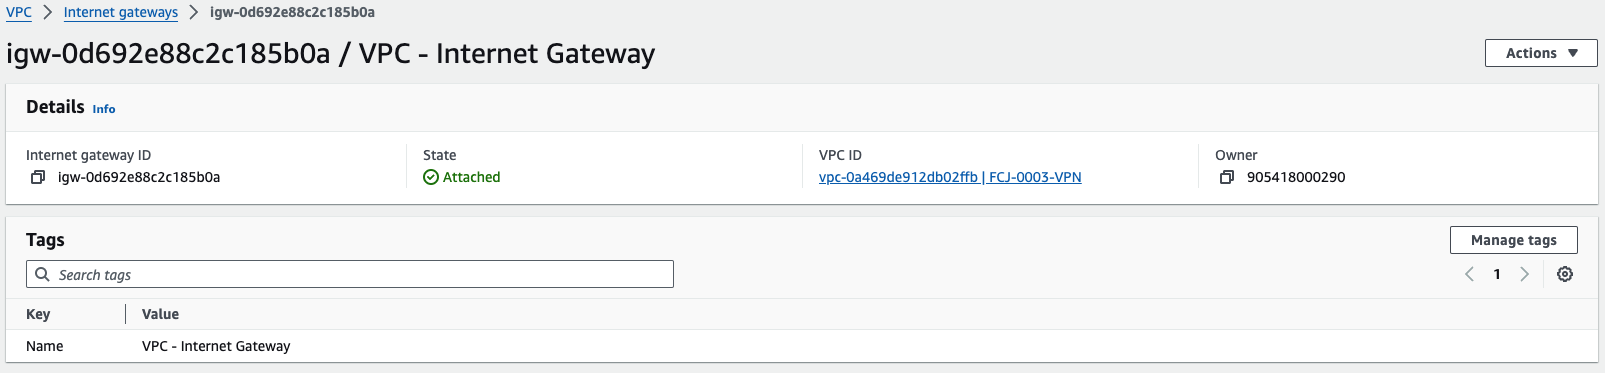 VPC > Internet gateways > igw-0d692e88c2c185b0a
igw-0d692e88c2c185b0a / VPC - Internet Gateway
Actions
Details Info
Internet gateway ID State VPC ID Owner
igw-0d692e88c2c185b0a Attached vpc-0a469de912db02ffb | FCJ-0003-VPN 905418000290
Tags
Manage tags
Search tags
1
Key Value
Name VPC - Internet Gateway